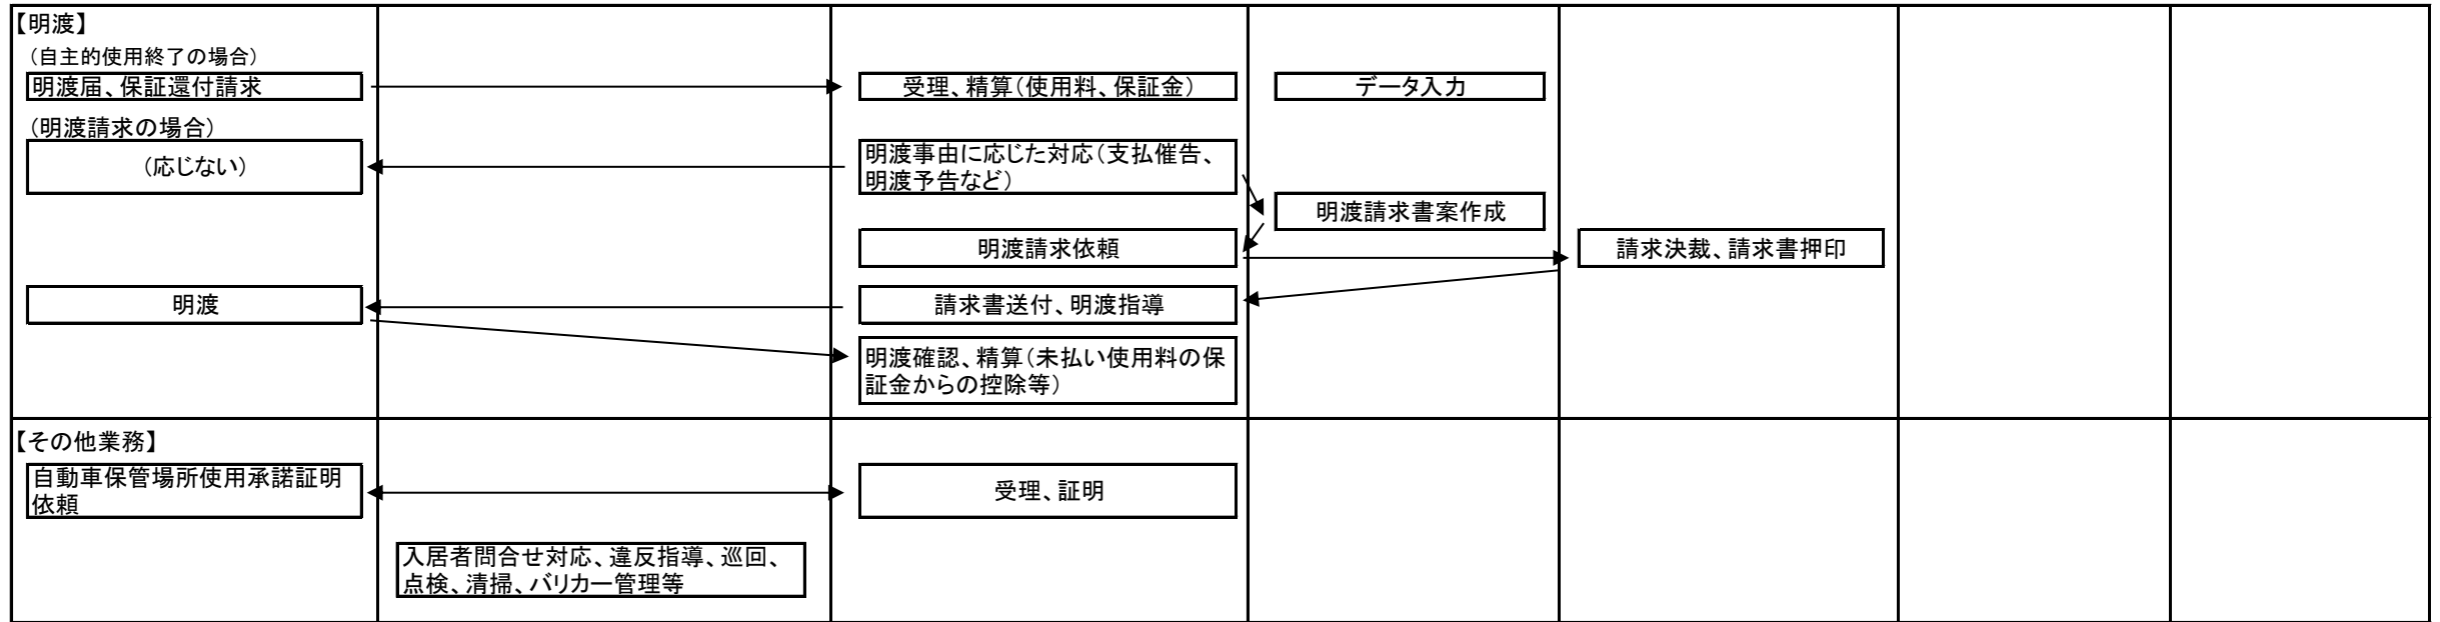 【明渡】
(自主的使用終了の場合)
明渡届、保証還付請求
受理、精算(使用料、保証金)
データ入力
(明渡請求の場合)
(応じない)
明渡事由に応じた対応(支払催告、
明渡予告など)
明渡請求書案作成
明渡請求依頼
請求決裁、請求書押印
明渡
請求書送付、明渡指導
明渡確認、精算(未払い使用料の保
証金からの控除等)
【その他業務】
自動車保管場所使用承諾証明
依頼
受理、証明
入居者問合せ対応、違反指導、巡回、
点検、清掃、バリカー管理等